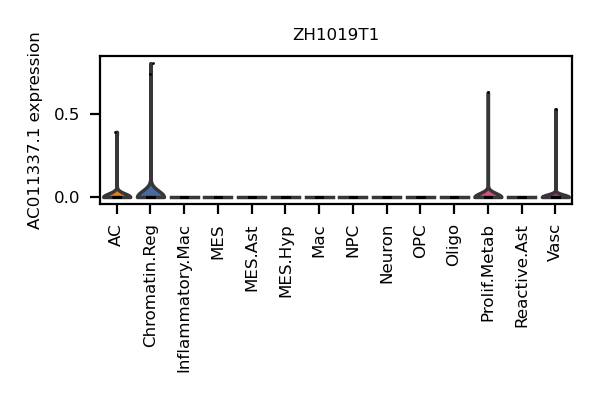 ZH1019T1
AC011337.1 expression
0.5
0.0
AC
Chromatin.Reg
Inflammatory.Mac
MES
MES.Ast
MES.Hyp
Mac
NPC
Neuron
OPC
Oligo
Prolif.Metab
Reactive.Ast
Vasc